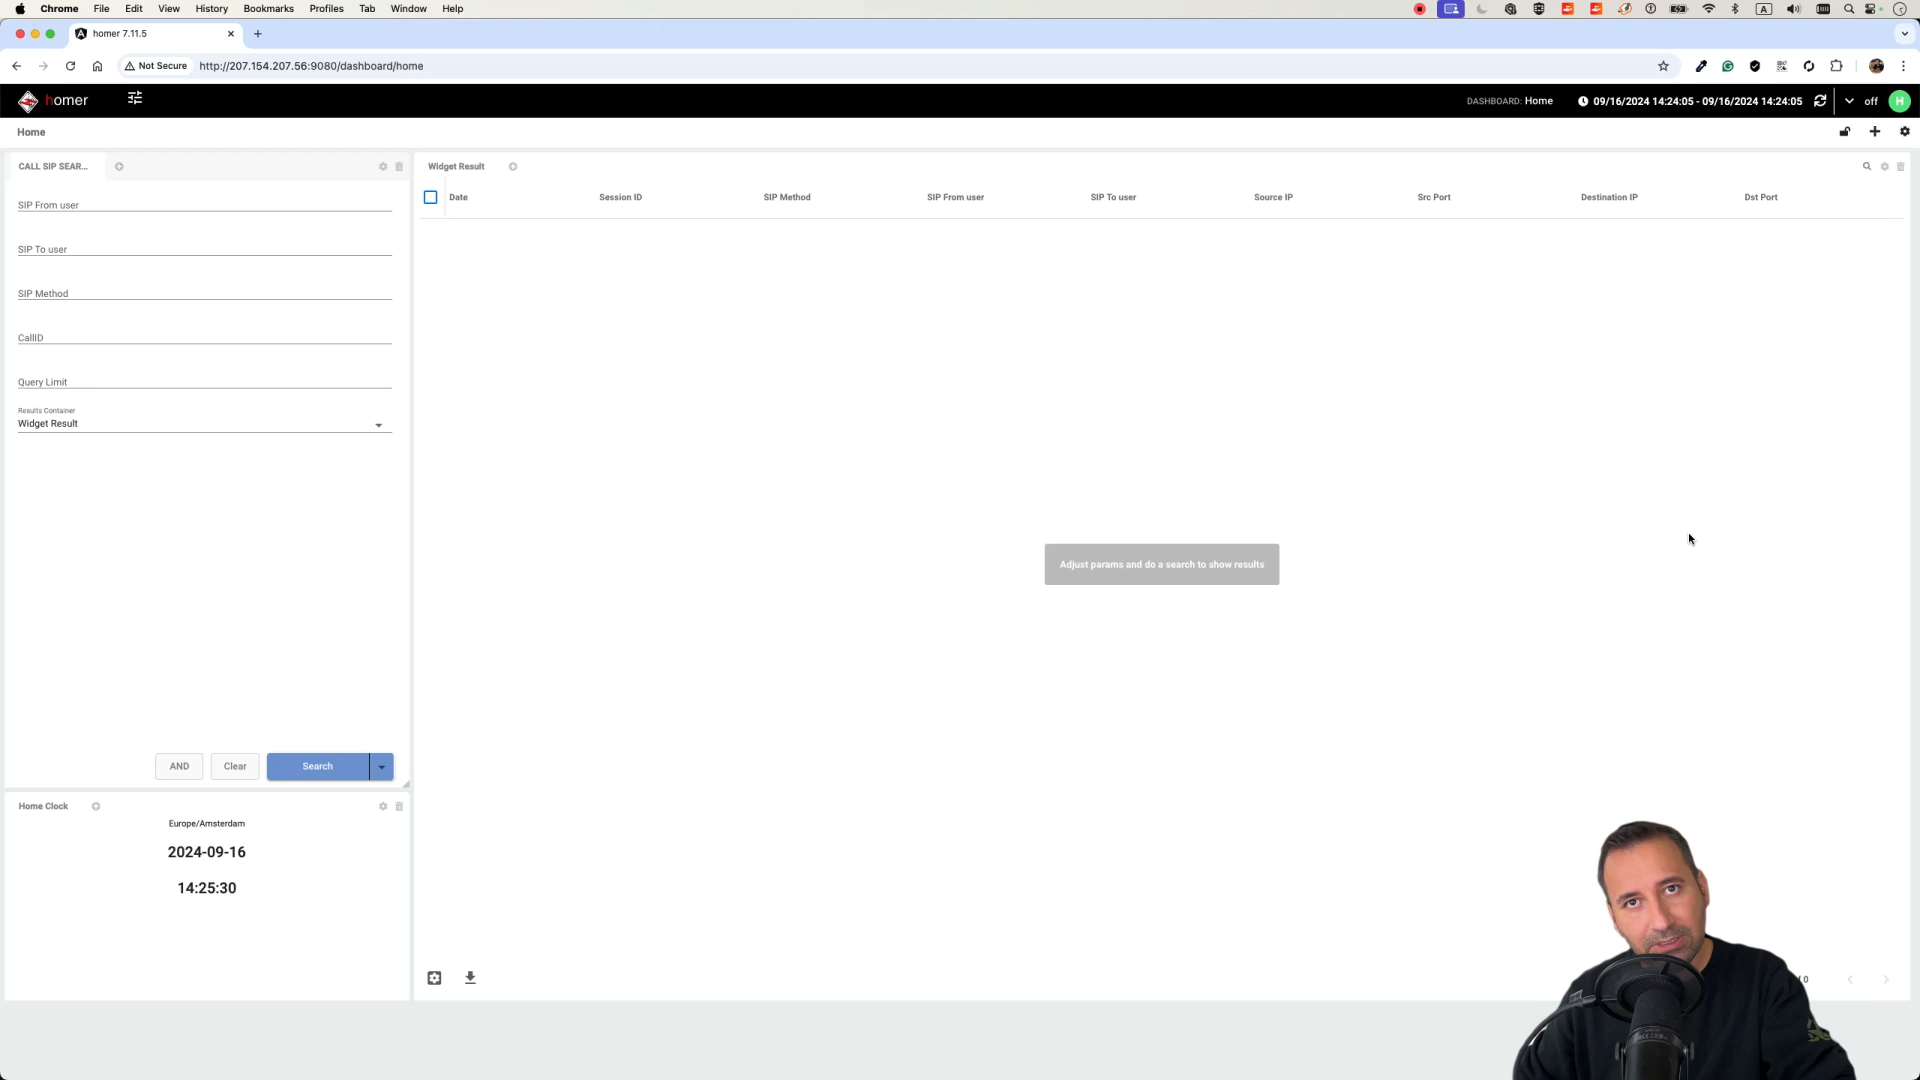 Chrome File Edit View History Bookmarks Profiles Tab Window Help
homer 7.11.5
Not Secure http://207.154.207.56:9080/dashboard/home
homer DASHBOARD: Home 09/16/2024 14:24:05 - 09/16/2024 14:24:05 off H
Home
CALL SIP SEAR...
SIP From user
SIP To user
SIP Method
CallID
Query Limit
Results Container
Widget Result
AND Clear Search
Home Clock
Europe/Amsterdam
2024-09-16
14:25:30
Widget Result
Date Session ID SIP Method SIP From user SIP To user Source IP Src Port Destination IP Dst Port
Adjust params and do a search to show results